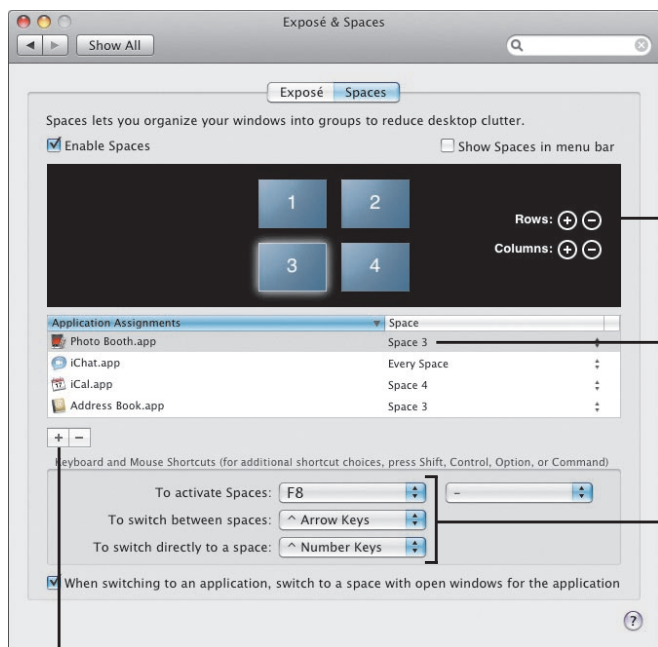 Exposé & Spaces
Show All
Exposé Spaces
Spaces lets you organize your windows into groups to reduce desktop clutter.
Enable Spaces Show Spaces in menu bar
1 2
Rows: + −
Columns: + −
3 4
Application Assignments Space
Photo Booth.app Space 3
iChat.app Every Space
17 iCal.app Space 4
Address Book.app Space 3
+ −
Keyboard and Mouse Shortcuts (for additional shortcut choices, press Shift, Control, Option, or Command)
To activate Spaces: F8 –
To switch between spaces: ^ Arrow Keys
To switch directly to a space: ^ Number Keys
When switching to an application, switch to a space with open windows for the application
?